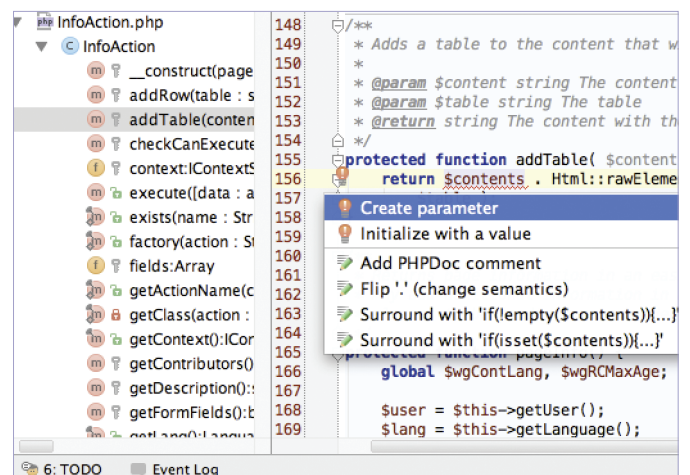 InfoAction.php
InfoAction
__construct(page
addRow(table : s
addTable(conten
checkCanExecute
context:IContextS
execute([data : a
exists(name : Str
factory(action : St
fields:Array
getActionName(c
getClass(action :
getContext():ICor
getContributors()
getDescription():s
getFormFields():b
getLang():Langua
148 /**
149 * Adds a table to the content that w
150 *
151 * @param $content string The content
152 * @param $table string The table
153 * @return string The content with th
154 */
155 protected function addTable( $content
156 return $contents . Html::rawEleme
157
158
159
160
161
162
163
164
165 protected function pageInfo() {
166 global $wgContLang, $wgRCMaxAge;
167
168 $user = $this->getUser();
169 $lang = $this->getLanguage();
Create parameter
Initialize with a value
Add PHPDoc comment
Flip '.' (change semantics)
Surround with 'if(!empty($contents)){...}'
Surround with 'if(isset($contents)){...}'
6: TODO
Event Log